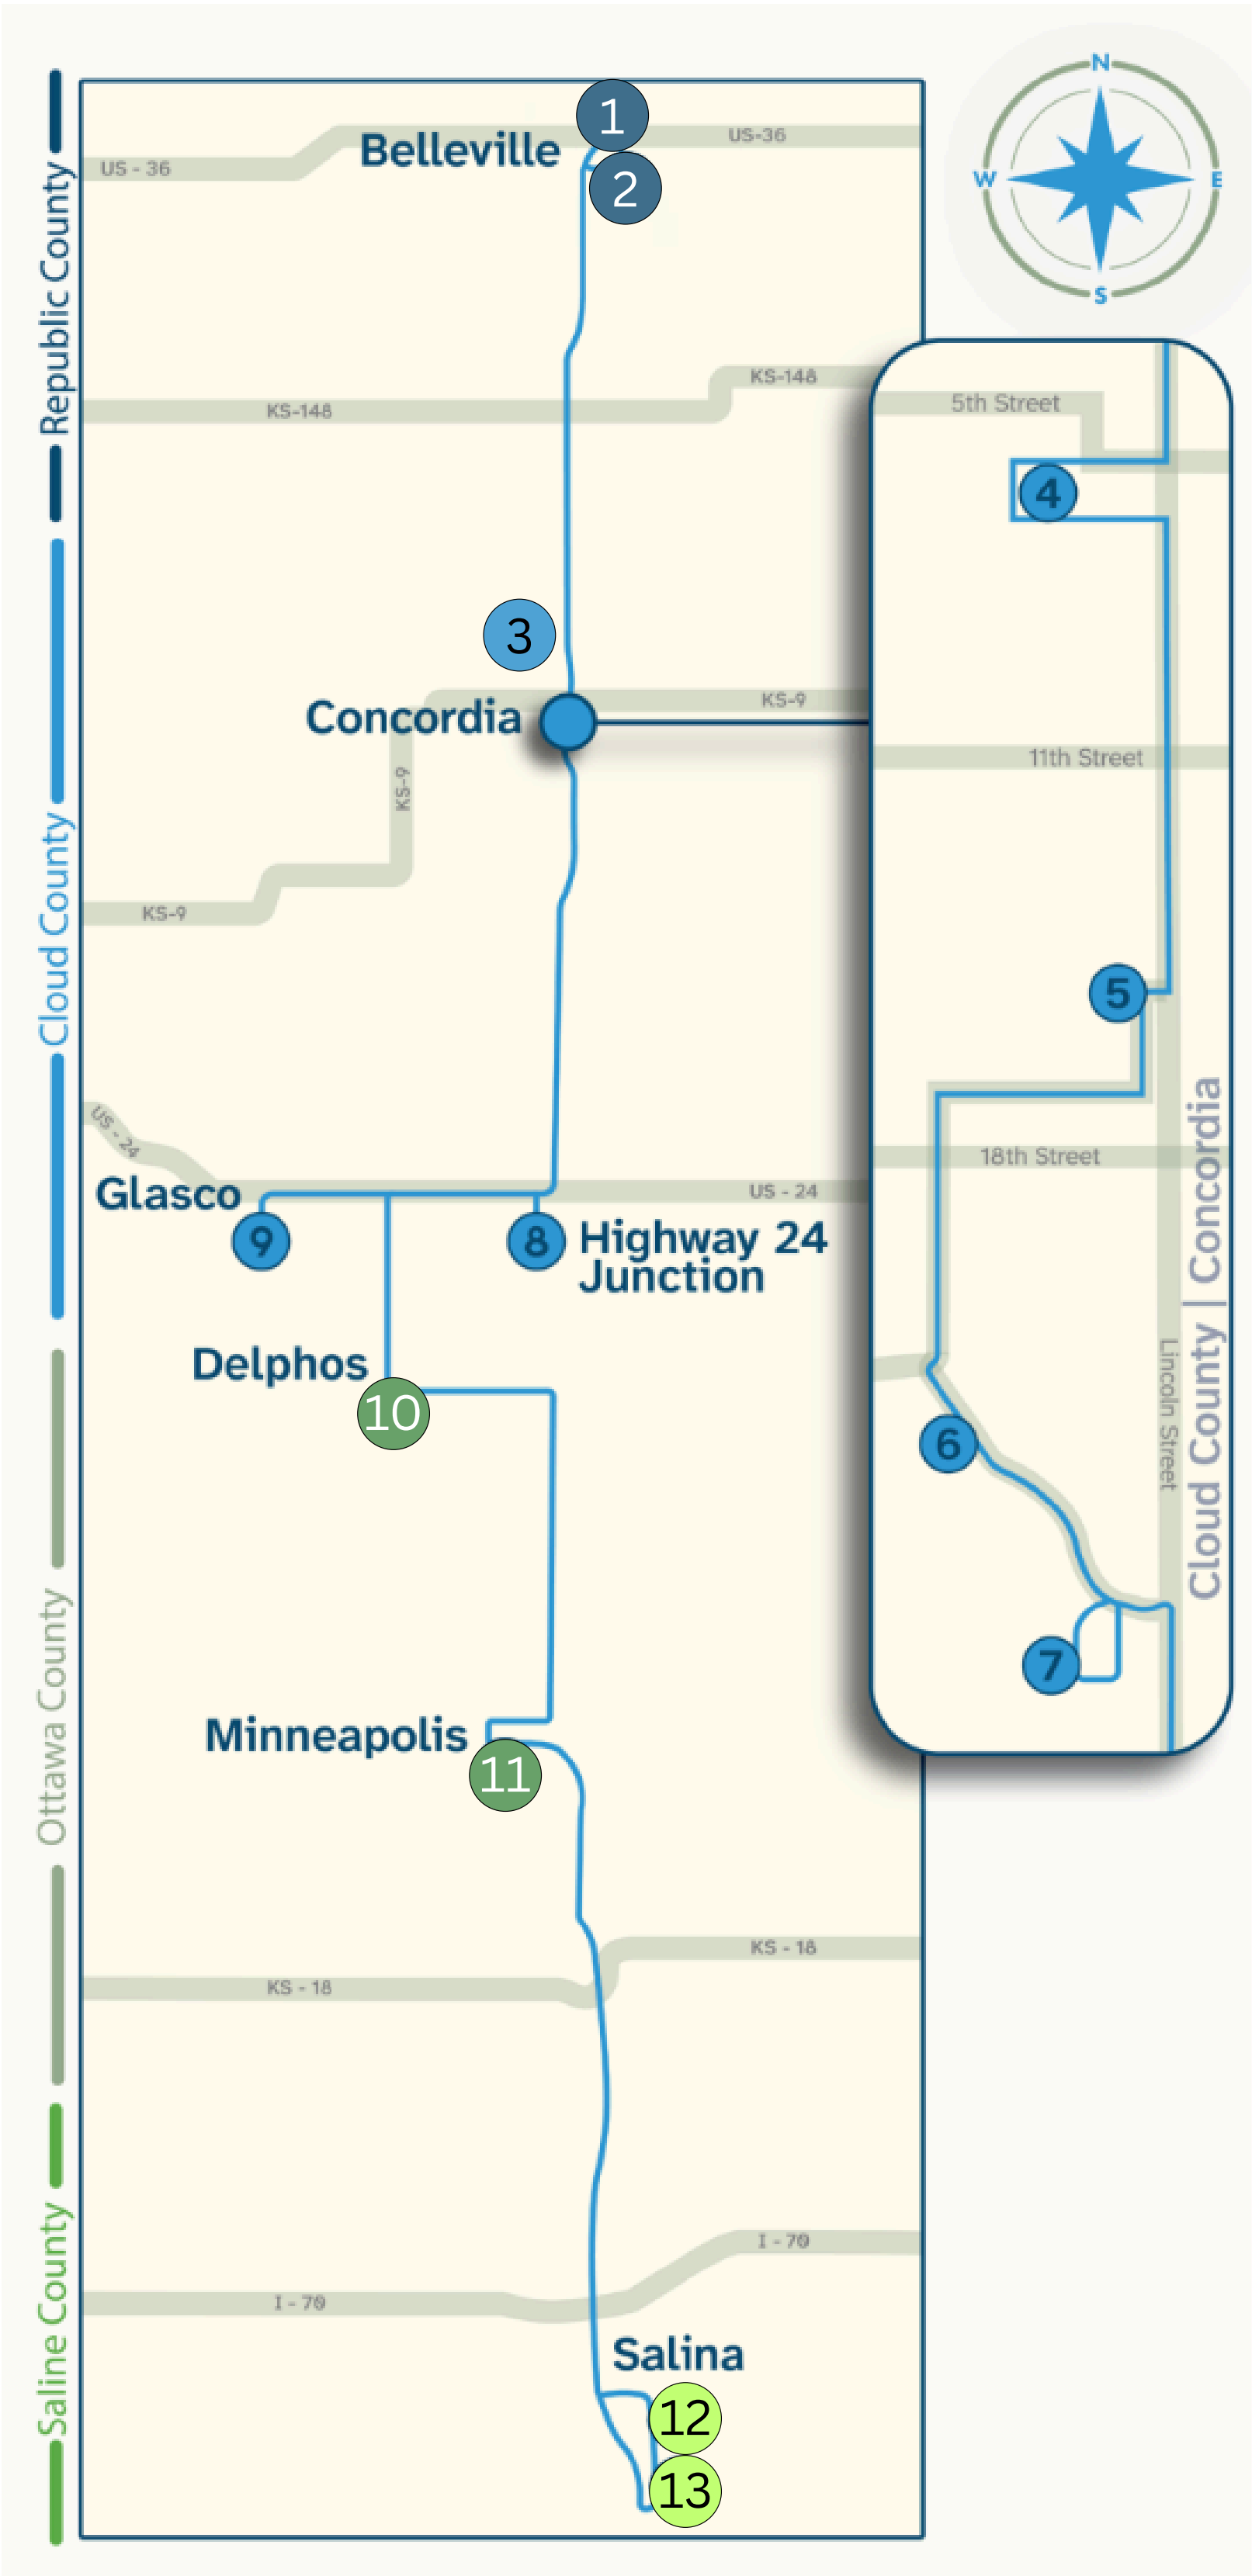 N
W
E
S
1
Belleville
US-36
US - 36
2
Republic County
KS-148
KS-148
5th Street
4
3
KS-9
Concordia
11th Street
KS-9
KS-9
Cloud County
5
US - 24
18th Street
Glasco
US - 24
9
8
Highway 24
Junction
Cloud County | Concordia
Lincoln Street
Delphos
10
6
7
Ottawa County
Minneapolis
11
KS - 18
KS - 18
I - 70
I - 70
Saline County
Salina
12
13